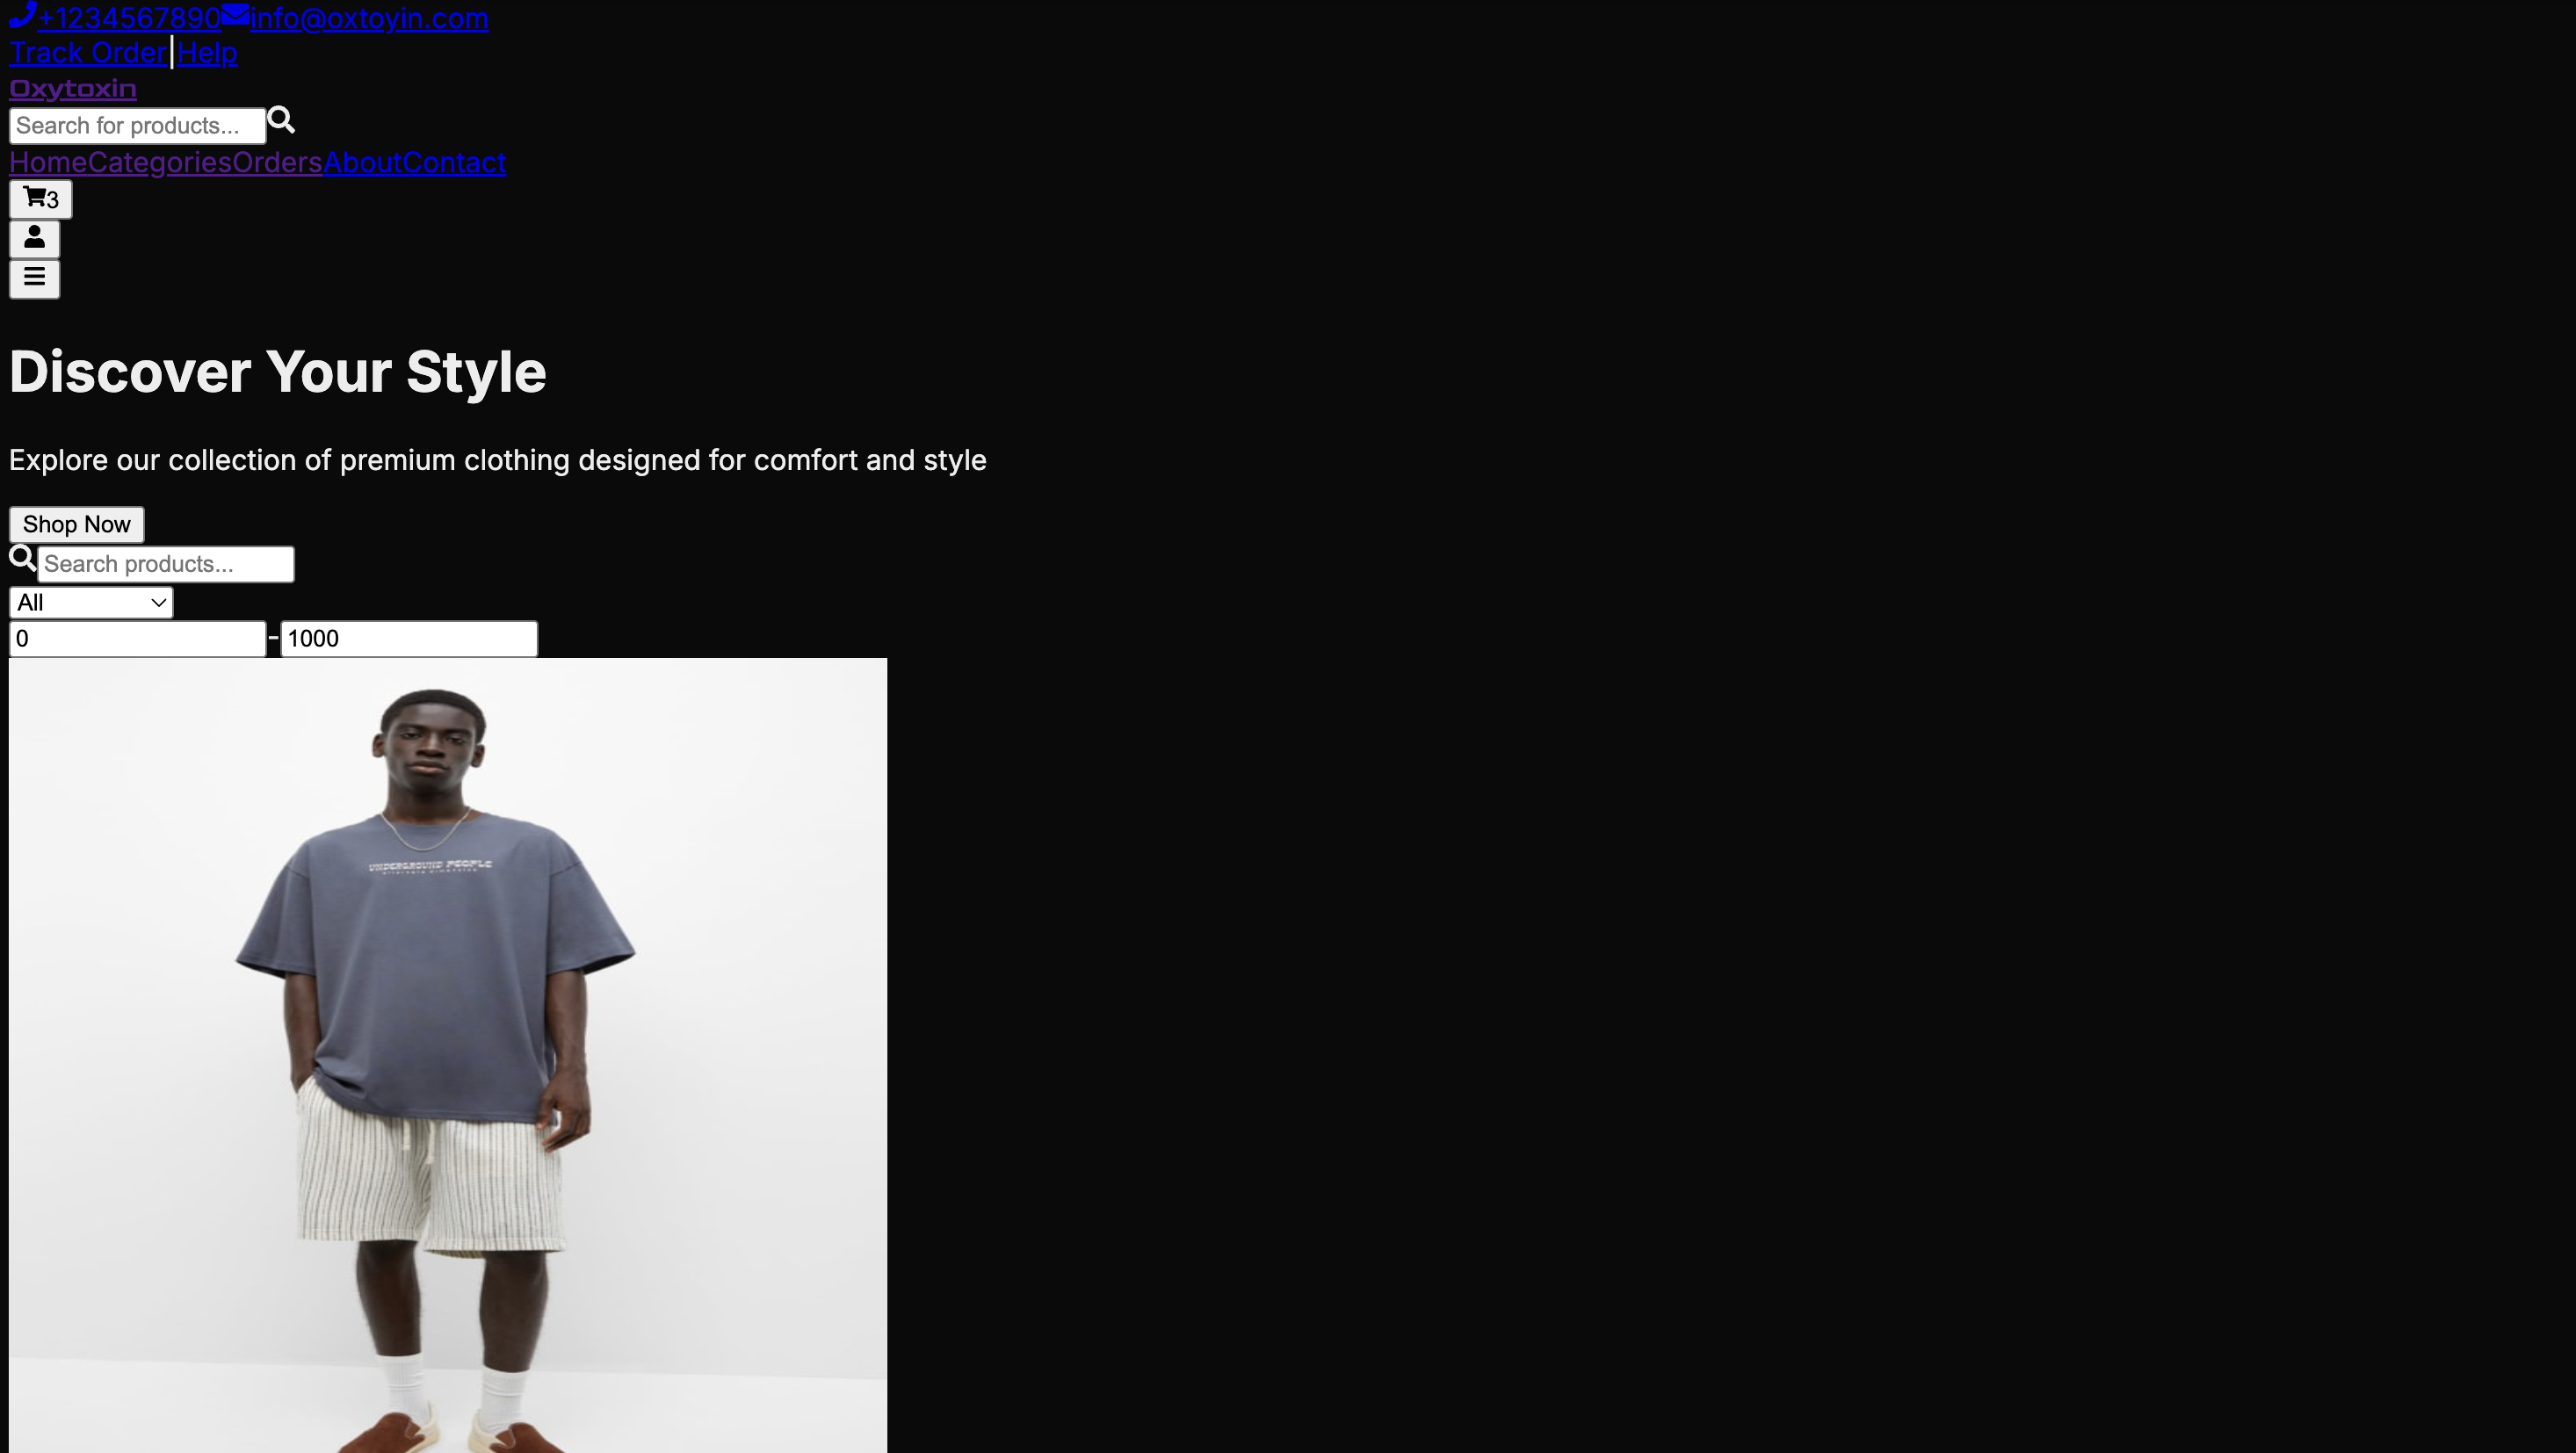 +1234567890 info@oxtoyin.com
Track Order|Help
Oxytoxin
Search for products...
HomeCategoriesOrdersAboutContact
3
Discover Your Style
Explore our collection of premium clothing designed for comfort and style
Shop Now
Search products...
All
0 - 1000
UNDERGROUND PEOPLE